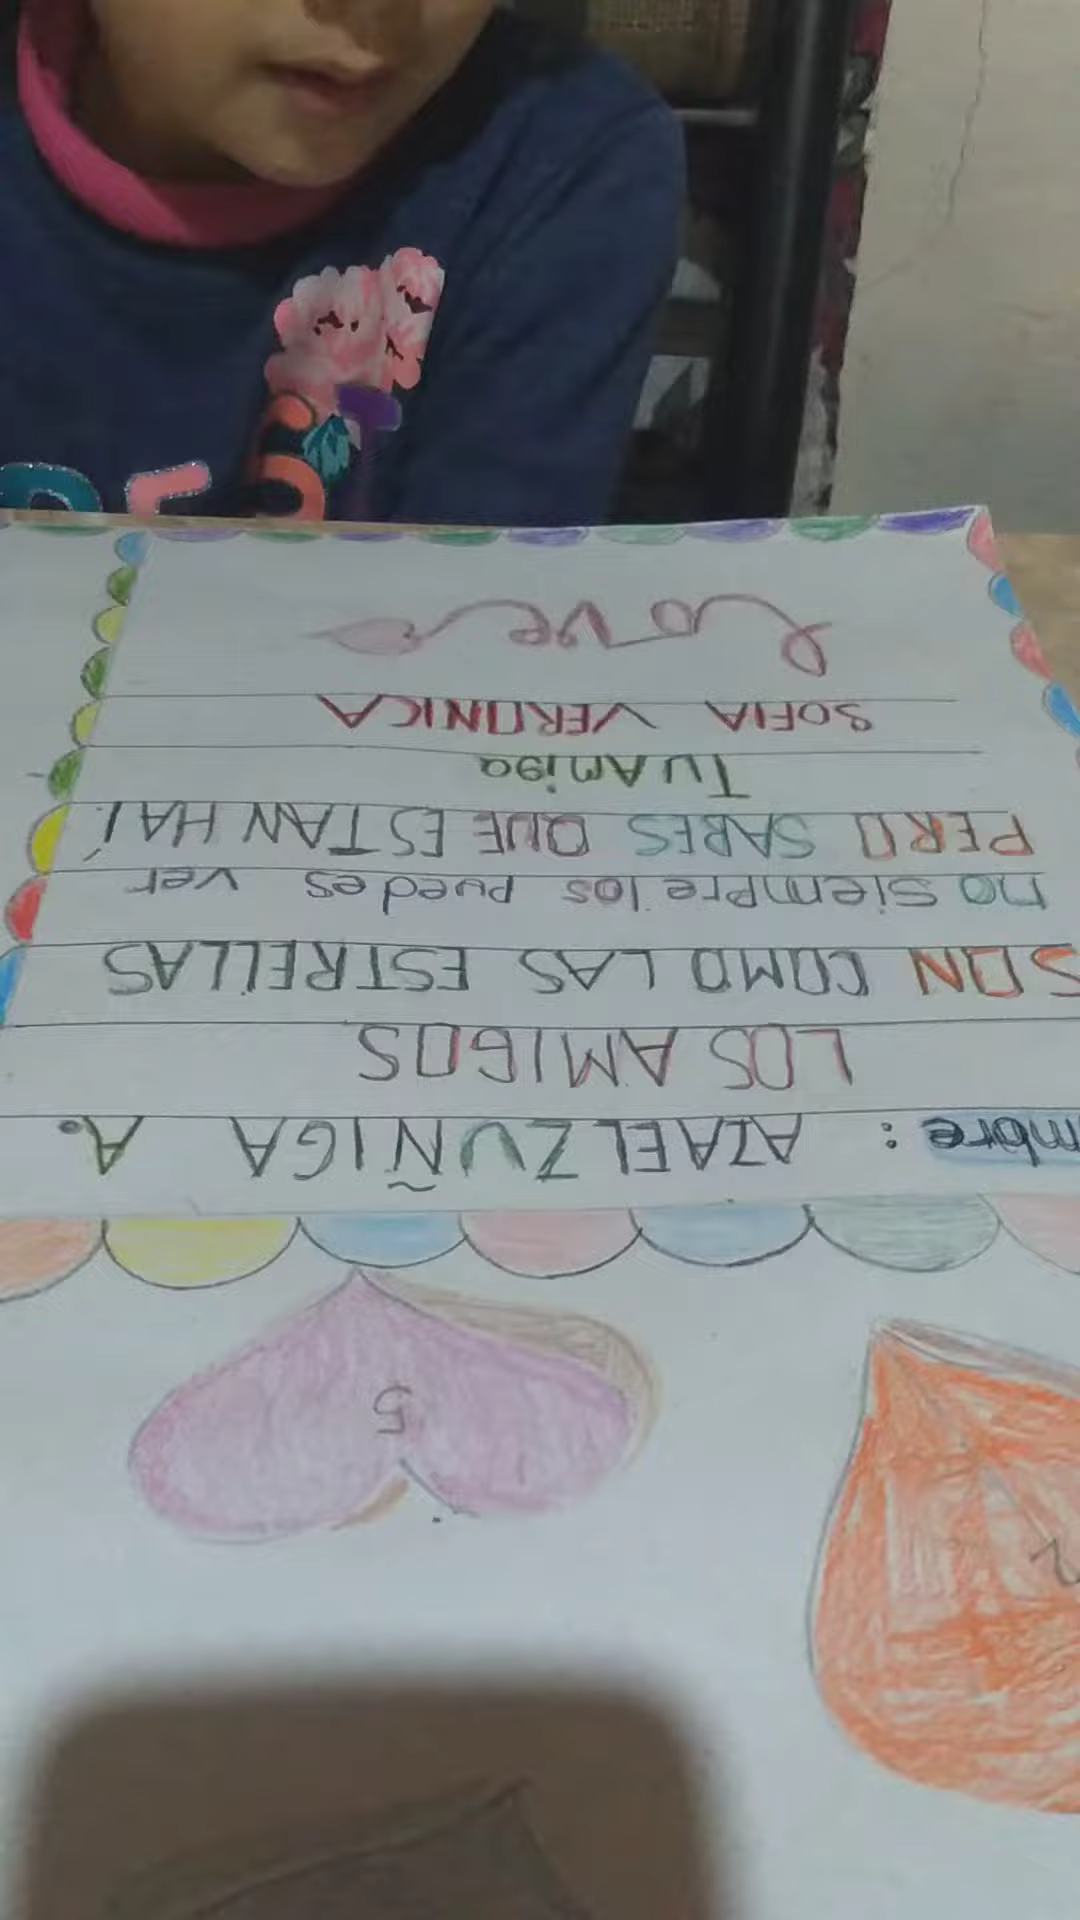 mbre: AZAEL ZUÑIGA A.
LOS AMIGOS
SON COMO LAS ESTRELLAS
no siempre los puedes ver
PERO SABES QUE ESTAN HAÍ
TU AMiga
SOFIA VERONICA
Love
5
2